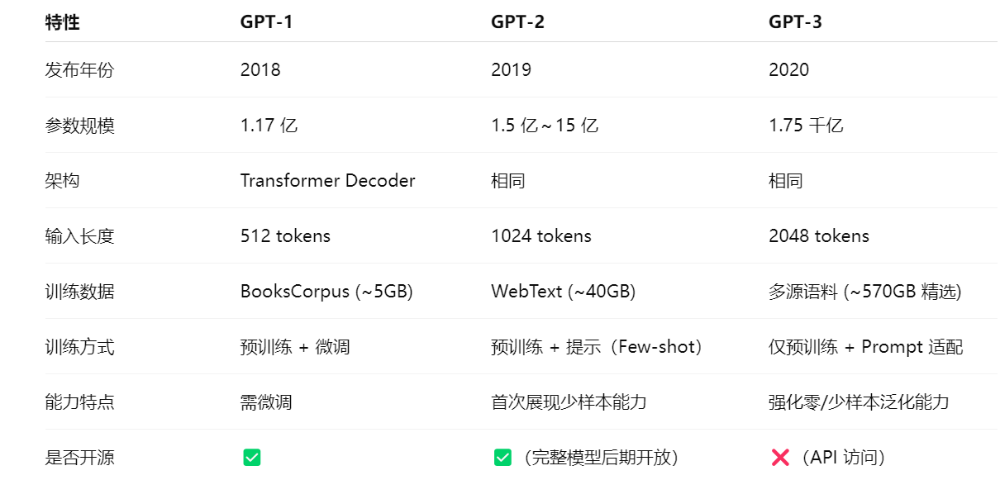 特性 GPT-1 GPT-2 GPT-3
发布年份 2018 2019 2020
参数规模 1.17 亿 1.5 亿~15 亿 1.75 千亿
架构 Transformer Decoder 相同 相同
输入长度 512 tokens 1024 tokens 2048 tokens
训练数据 BooksCorpus (~5GB) WebText (~40GB) 多源语料 (~570GB 精选)
训练方式 预训练 + 微调 预训练 + 提示（Few-shot） 仅预训练 + Prompt 适配
能力特点 需微调 首次展现少样本能力 强化零/少样本泛化能力
是否开源 ✅ ✅（完整模型后期开放） ❌（API 访问）